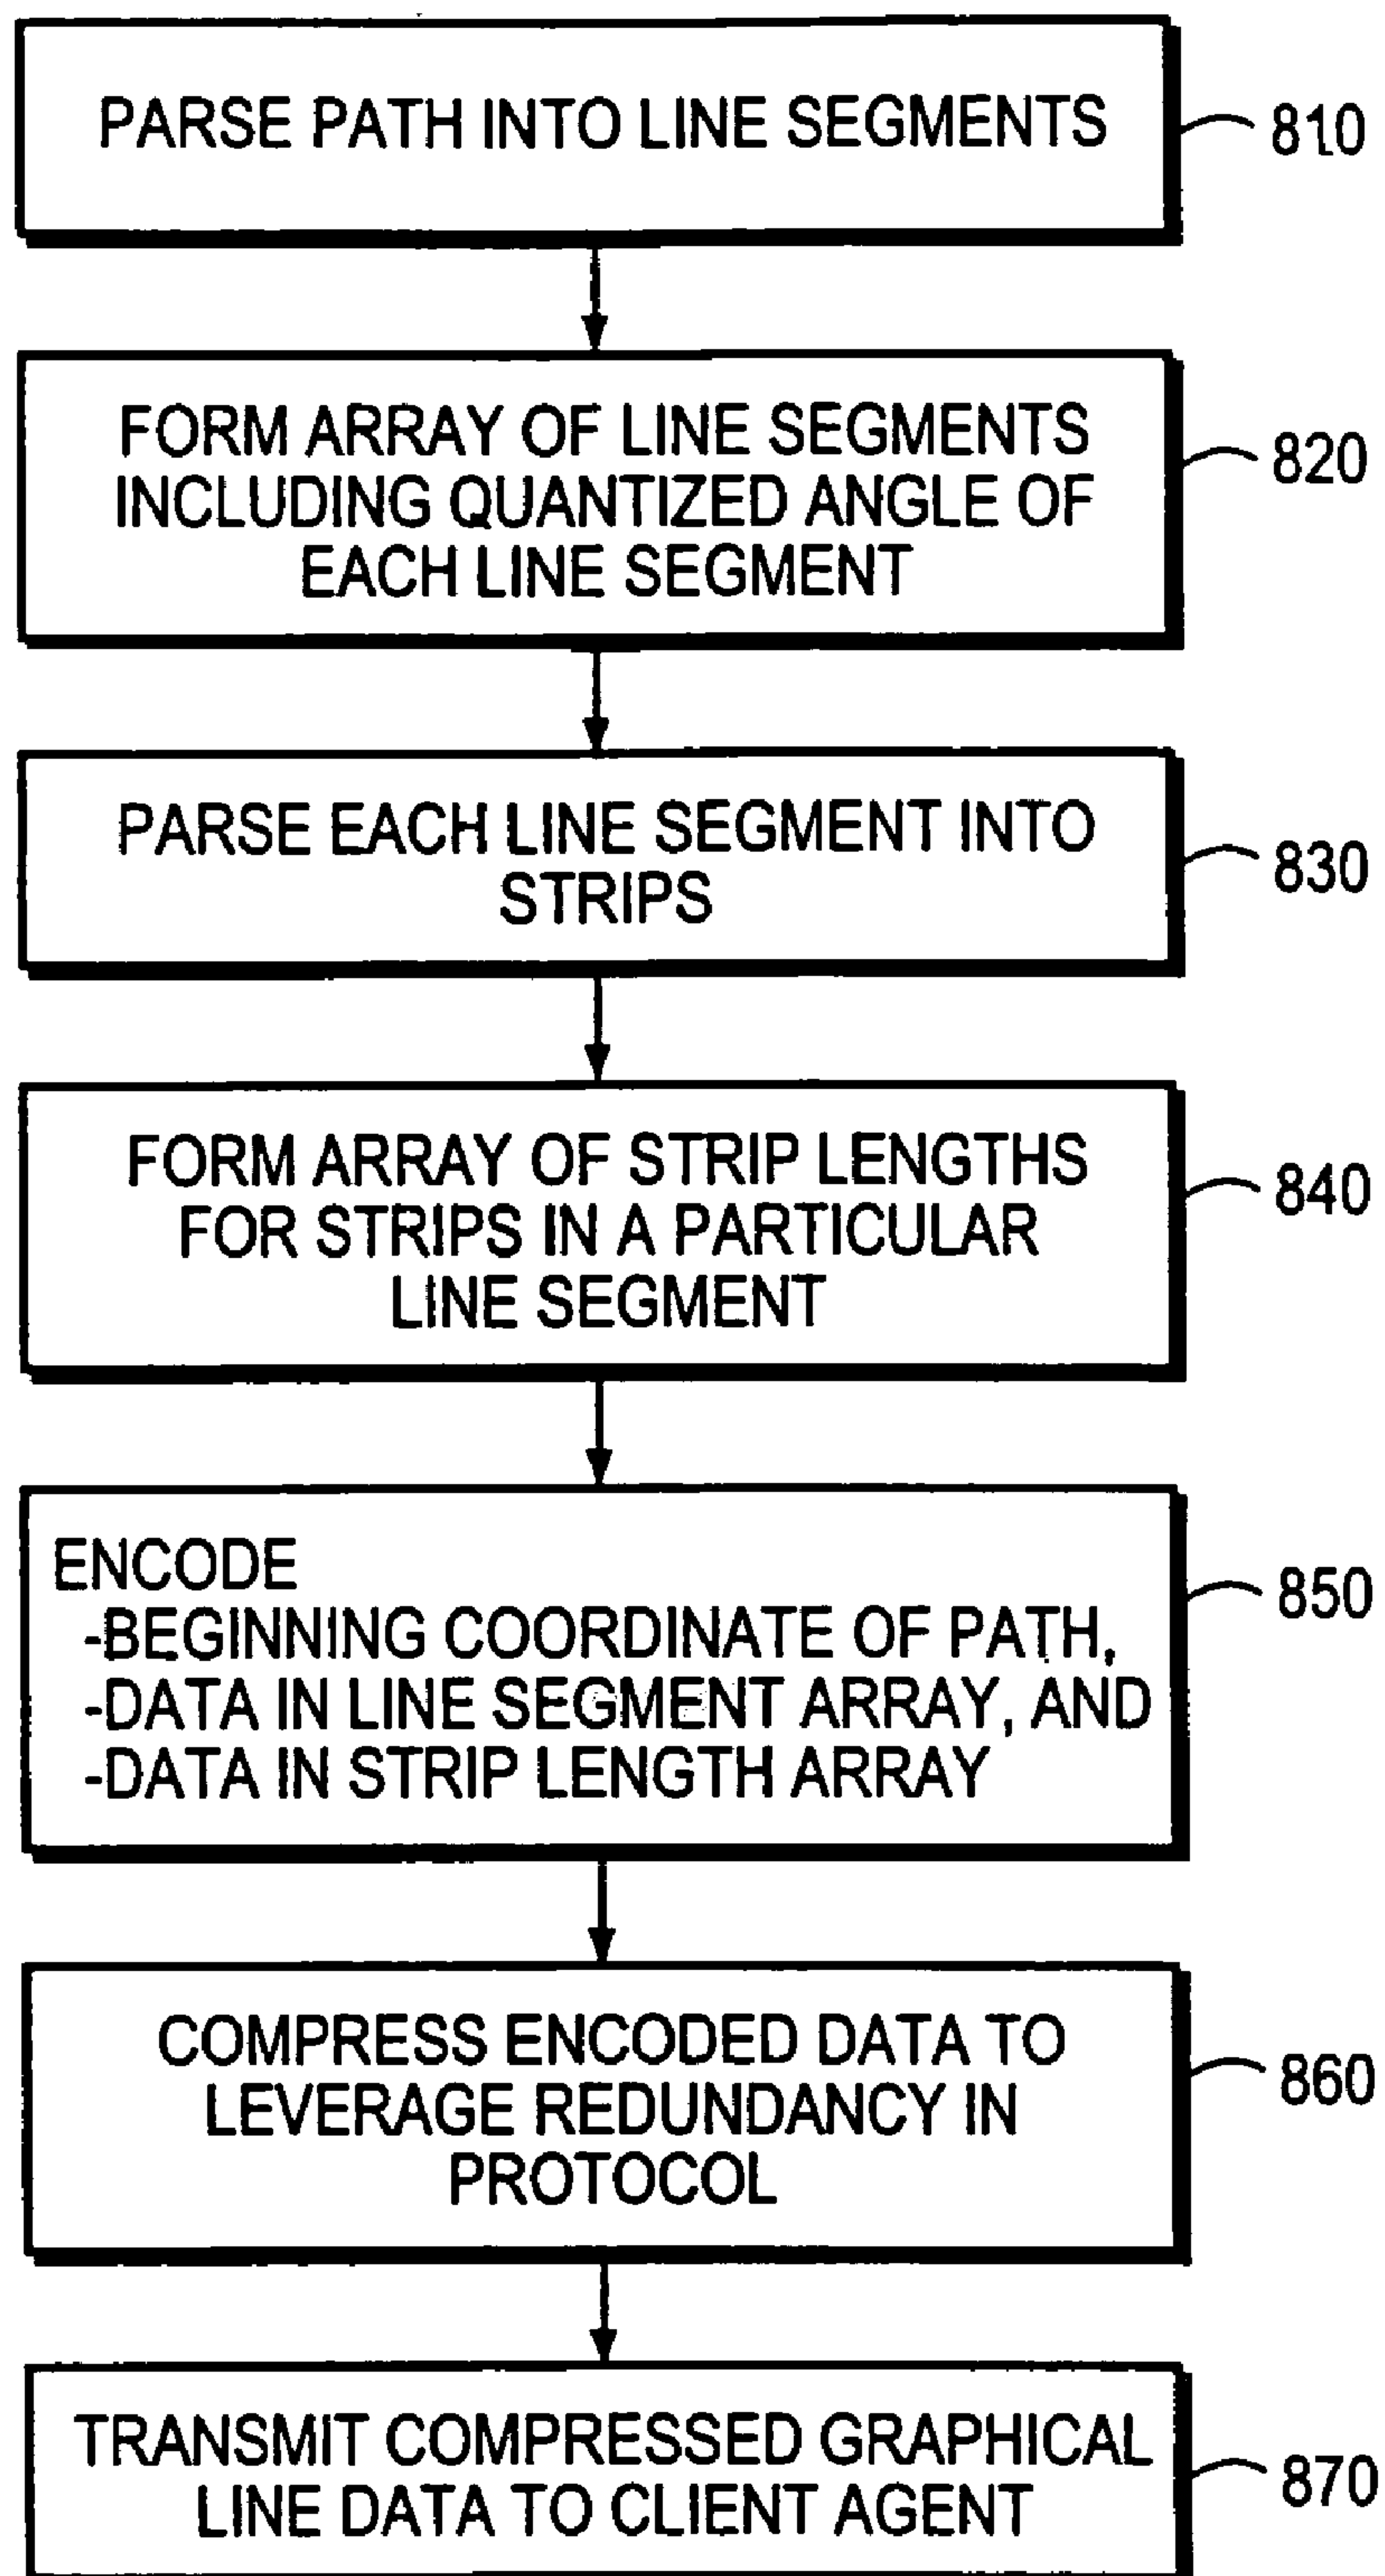 PARSE PATH INTO LINE SEGMENTS
810
FORM ARRAY OF LINE SEGMENTS
INCLUDING QUANTIZED ANGLE OF
EACH LINE SEGMENT
820
PARSE EACH LINE SEGMENT INTO
STRIPS
830
FORM ARRAY OF STRIP LENGTHS
FOR STRIPS IN A PARTICULAR
LINE SEGMENT
840
ENCODE
-BEGINNING COORDINATE OF PATH,
-DATA IN LINE SEGMENT ARRAY, AND
-DATA IN STRIP LENGTH ARRAY
850
COMPRESS ENCODED DATA TO
LEVERAGE REDUNDANCY IN
PROTOCOL
860
TRANSMIT COMPRESSED GRAPHICAL
LINE DATA TO CLIENT AGENT
870